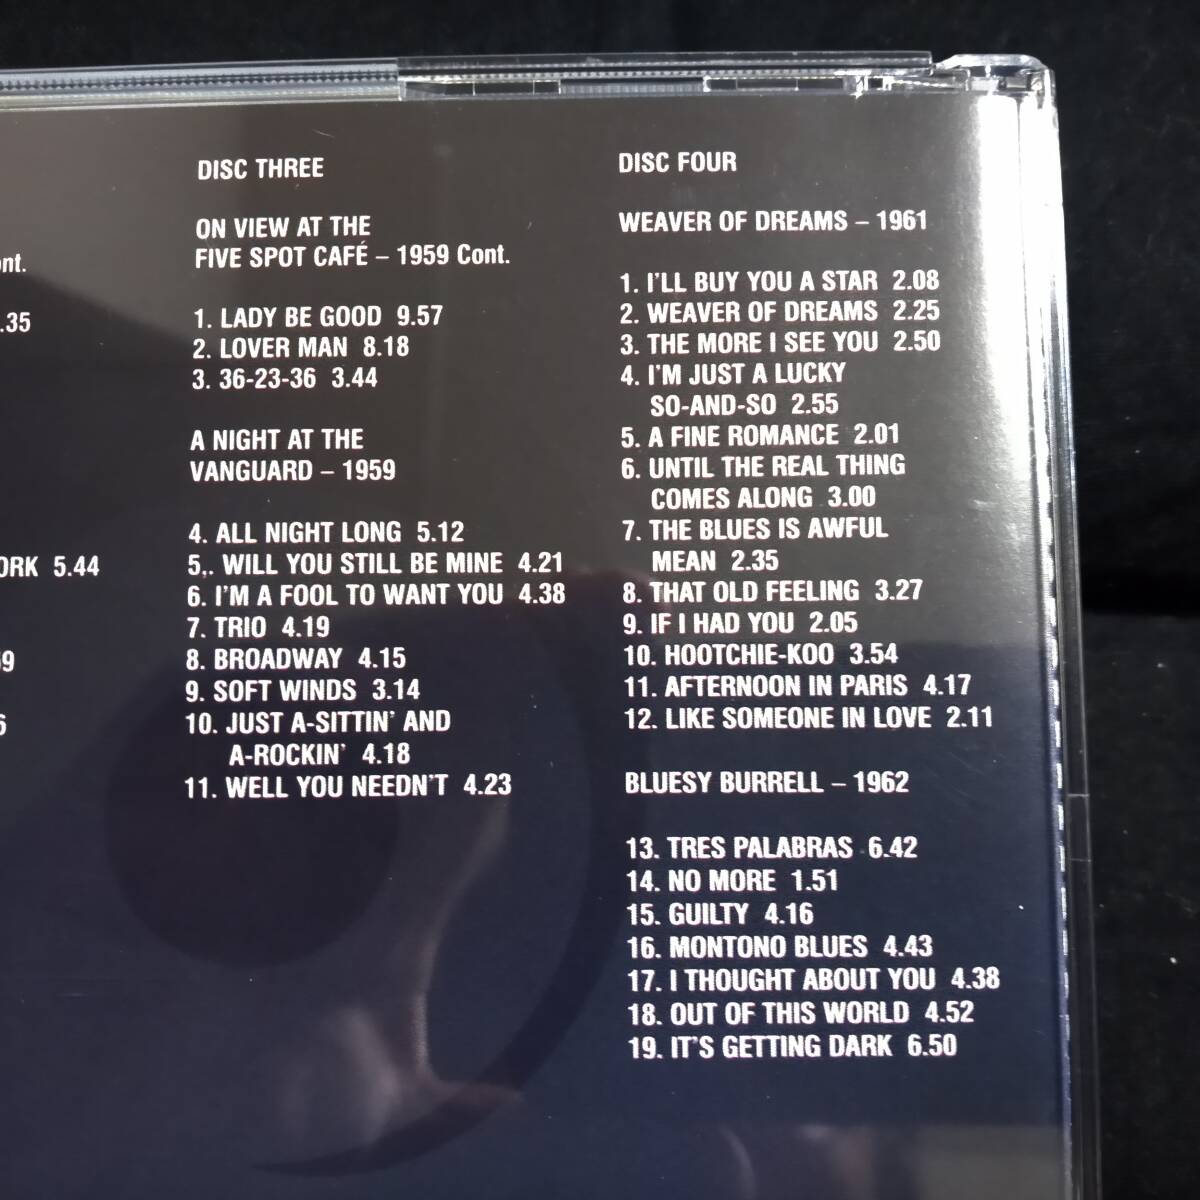 ont.
.35
ORK 5.44
59
6
DISC THREE
ON VIEW AT THE
FIVE SPOT CAFÉ – 1959 Cont.
1. LADY BE GOOD 9.57
2. LOVER MAN 8.18
3. 36-23-36 3.44
A NIGHT AT THE
VANGUARD – 1959
4. ALL NIGHT LONG 5.12
5,. WILL YOU STILL BE MINE 4.21
6. I'M A FOOL TO WANT YOU 4.38
7. TRIO 4.19
8. BROADWAY 4.15
9. SOFT WINDS 3.14
10. JUST A-SITTIN' AND
A-ROCKIN' 4.18
11. WELL YOU NEEDN'T 4.23
DISC FOUR
WEAVER OF DREAMS – 1961
1. I'LL BUY YOU A STAR 2.08
2. WEAVER OF DREAMS 2.25
3. THE MORE I SEE YOU 2.50
4. I'M JUST A LUCKY
SO-AND-SO 2.55
5. A FINE ROMANCE 2.01
6. UNTIL THE REAL THING
COMES ALONG 3.00
7. THE BLUES IS AWFUL
MEAN 2.35
8. THAT OLD FEELING 3.27
9. IF I HAD YOU 2.05
10. HOOTCHIE-KOO 3.54
11. AFTERNOON IN PARIS 4.17
12. LIKE SOMEONE IN LOVE 2.11
BLUESY BURRELL – 1962
13. TRES PALABRAS 6.42
14. NO MORE 1.51
15. GUILTY 4.16
16. MONTONO BLUES 4.43
17. I THOUGHT ABOUT YOU 4.38
18. OUT OF THIS WORLD 4.52
19. IT'S GETTING DARK 6.50